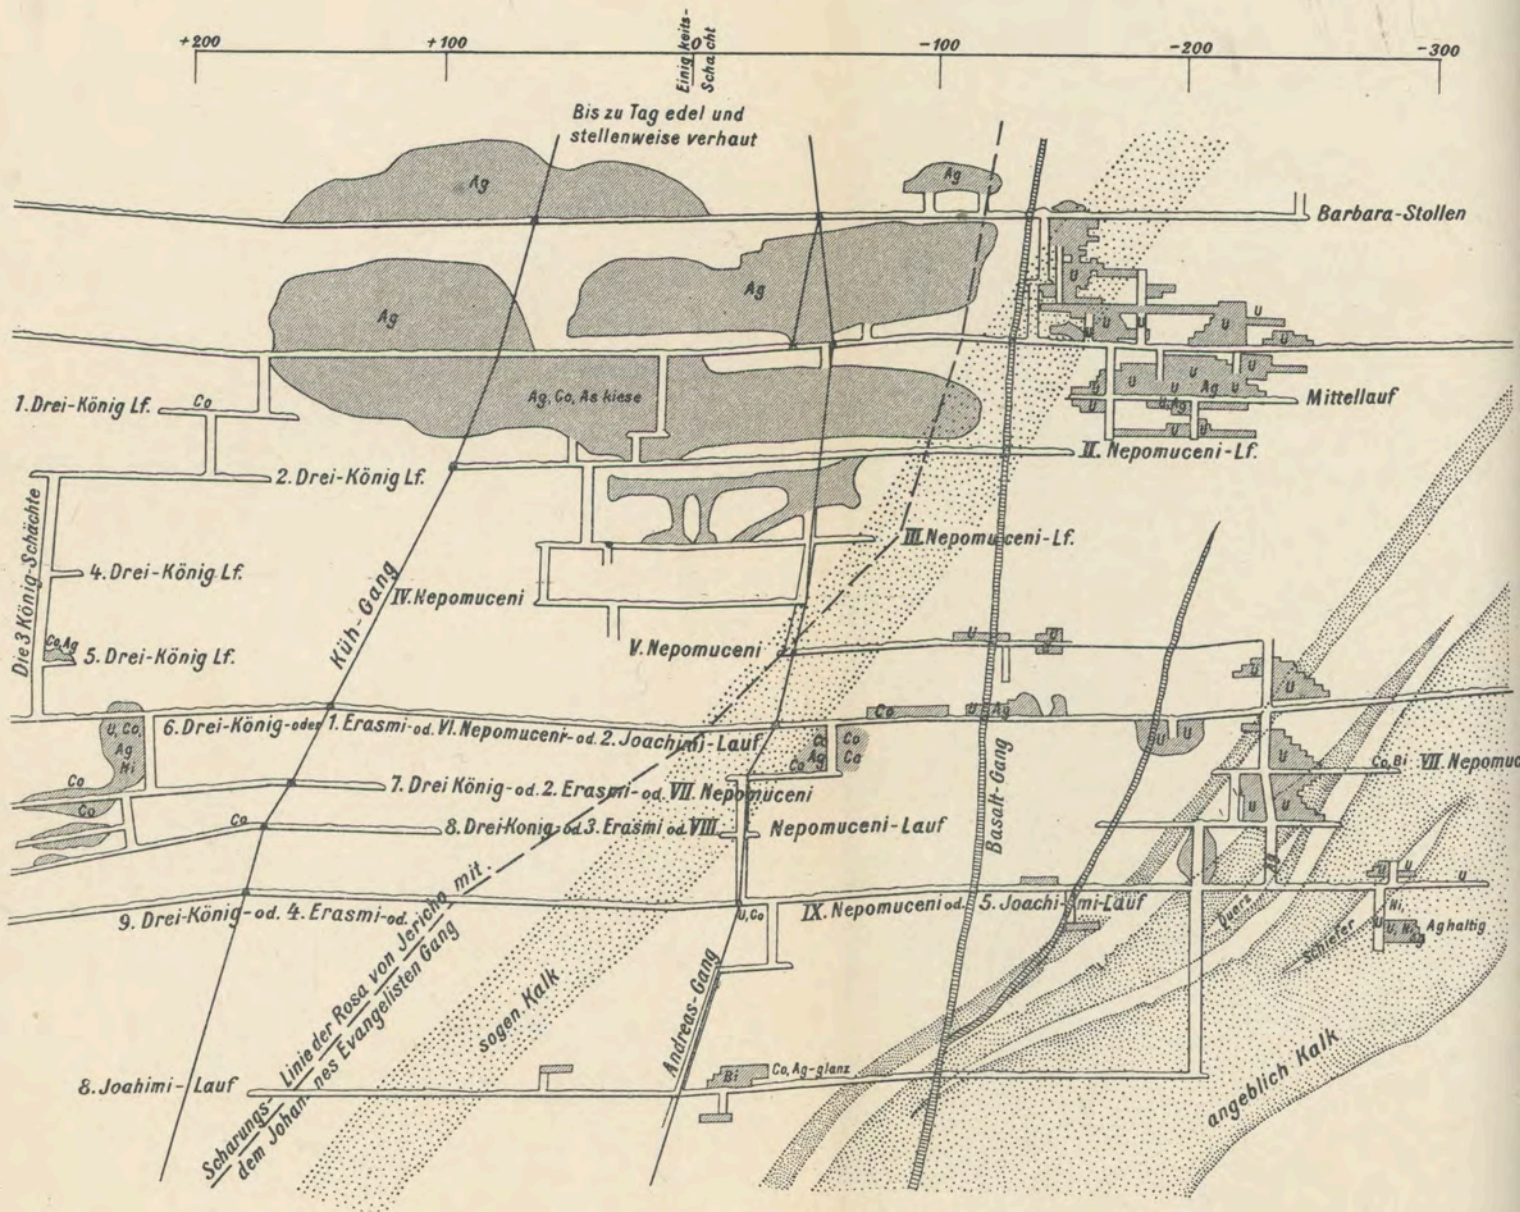 +200
+100
0
-100
-200
-300
Einigkeits-
Schacht
Bis zu Tag edel und
stellenweise verhaut
Ag
Ag
Barbara-Stollen
Ag
Ag
U
U
U
U
U
U
Ag, Co, As kiese
U
U
U
U
U
Ag
U
U
U, Ag
U
U
Mittellauf
1. Drei-König Lf.
Co
2. Drei-König Lf.
II. Nepomuceni-Lf.
Die 3 König-Schächte
III. Nepomuceni-Lf.
4. Drei-König Lf.
Küh-Gang
IV. Nepomuceni
Co, Ag
5. Drei-König Lf.
V. Nepomuceni
U
U
U
U
U, Co,
Ag
Ni
6. Drei-König-oder 1. Erasmi-od. VI. Nepomuceni-od. 2. Joachimi-Lauf
Co
U
Ag
Co
Ag
Co
Co
Co
U
U
U
Co, Bi
VII. Nepomuc
Co
Co
7. Drei König-od. 2. Erasmi-od. VII. Nepomuceni
U
U
Co
8. Drei-Konig-od. 3. Erasmi od. VIII.
Nepomuceni-Lauf
Basalt-Gang
Ag
U
U
9. Drei-König-od. 4. Erasmi-od.
U, Co
IX. Nepomuceni od. 5. Joachi-mi-Lauf
Quarz
Schiefer
Ni,
U
U, Ni,
Ag
Aghaltig
Scharungs-Linie der Rosa von Jericho mit
dem Johannes Evangelisten Gang
sogen Kalk
Andreas-Gang
8. Joahimi-Lauf
Bi
Co, Ag-glanz
angeblich Kalk